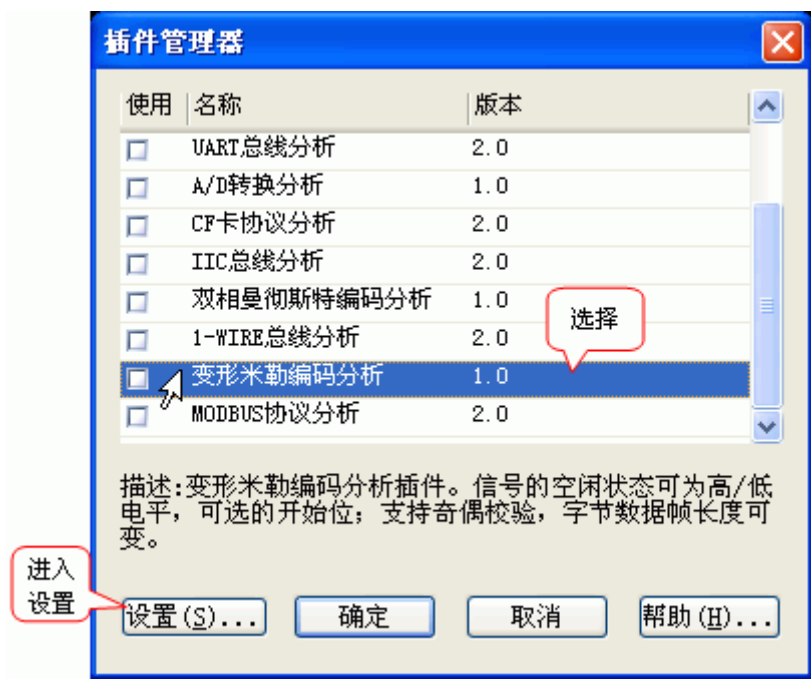 插件管理器
使用 名称 版本
UART总线分析 2.0
A/D转换分析 1.0
CF卡协议分析 2.0
IIC总线分析 2.0
双相曼彻斯特编码分析 1.0
选择
1-WIRE总线分析 2.0
变形米勒编码分析 1.0
MODBUS协议分析 2.0
描述:变形米勒编码分析插件。信号的空闲状态可为高/低
电平，可选的开始位；支持奇偶校验，字节数据帧长度可
变。
进入
设置
设置(S)... 确定 取消 帮助(H)...